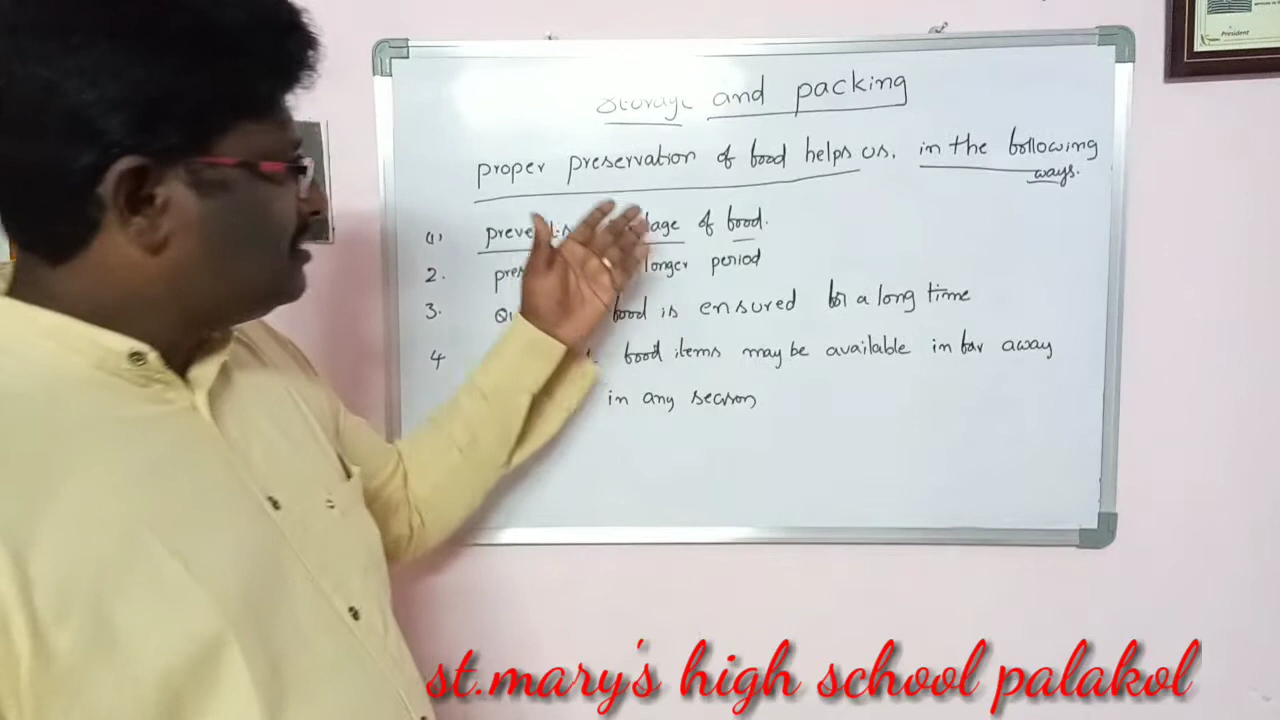 President
Storage and packing
proper preservation of food helps us. in the following
ways.
(1) of food.
2. longer period
3. food is ensured for a long time
4 food items may be available in far away
in any season
st.mary's high school palakol